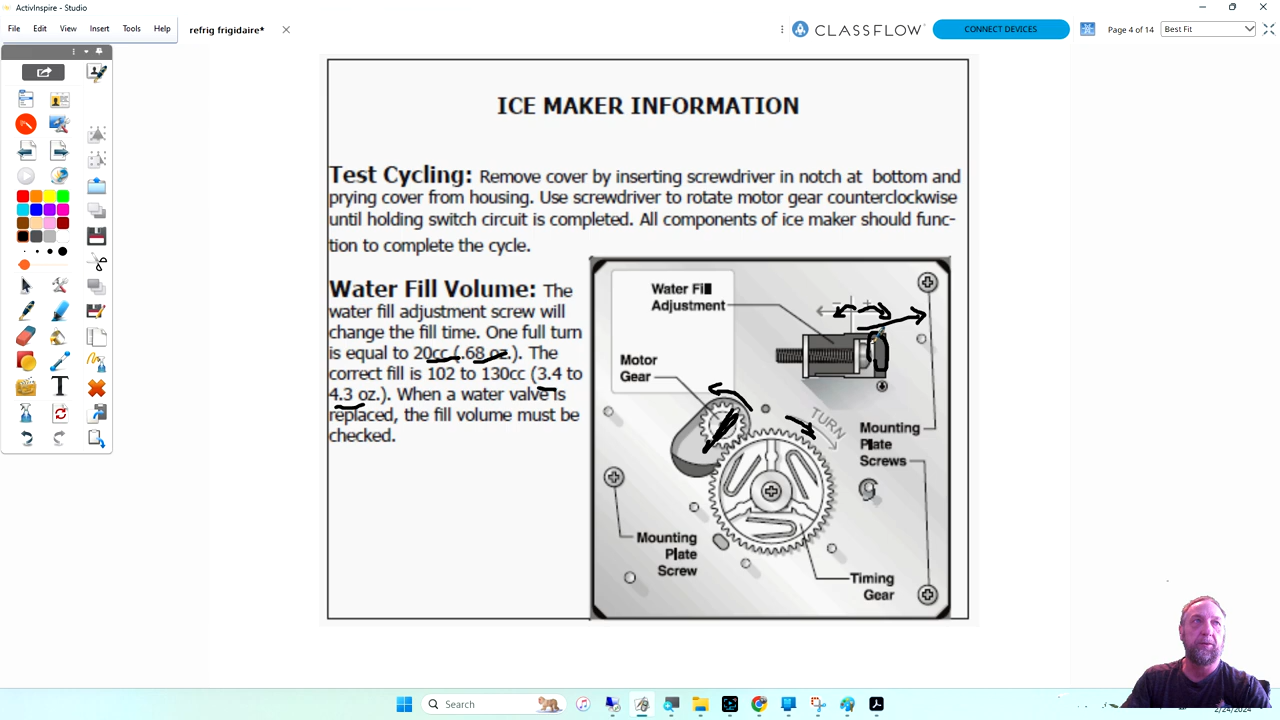 ActivInspire - Studio
File Edit View Insert Tools Help
refrig frigidaire*
CLASSFLOW
CONNECT DEVICES
Page 4 of 14
Best Fit
ICE MAKER INFORMATION
Test Cycling: Remove cover by inserting screwdriver in notch at bottom and
prying cover from housing. Use screwdriver to rotate motor gear counterclockwise
until holding switch circuit is completed. All components of ice maker should func-
tion to complete the cycle.
Water Fill Volume: The
water fill adjustment screw will
change the fill time. One full turn
is equal to 20cc (.68 oz.). The
correct fill is 102 to 130cc (3.4 to
4.3 oz.). When a water valve is
replaced, the fill volume must be
checked.
Water Fill
Adjustment
- +
Motor
Gear
TURN
Mounting
Plate
Screws
Mounting
Plate
Screw
Timing
Gear
Search
2/24/2024